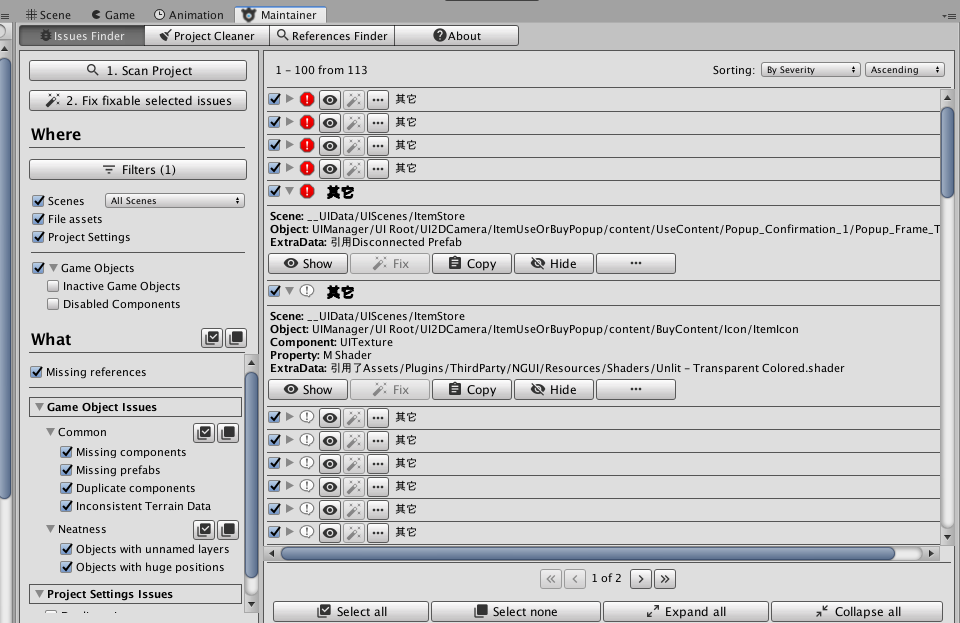 Scene Game Animation Maintainer
Issues Finder Project Cleaner References Finder About
1. Scan Project
2. Fix fixable selected issues
Where
Filters (1)
Scenes All Scenes
File assets
Project Settings
Game Objects
Inactive Game Objects
Disabled Components
What
Missing references
Game Object Issues
Common
Missing components
Missing prefabs
Duplicate components
Inconsistent Terrain Data
Neatness
Objects with unnamed layers
Objects with huge positions
Project Settings Issues
1 - 100 from 113 Sorting: By Severity Ascending
其它
其它
其它
其它
其它
Scene: __UIData/UIScenes/ItemStore
Object: UIManager/UI Root/UI2DCamera/ItemUseOrBuyPopup/content/UseContent/Popup_Confirmation_1/Popup_Frame_T
ExtraData: 引用Disconnected Prefab
Show Fix Copy Hide ...
其它
Scene: __UIData/UIScenes/ItemStore
Object: UIManager/UI Root/UI2DCamera/ItemUseOrBuyPopup/content/BuyContent/Icon/ItemIcon
Component: UITexture
Property: M Shader
ExtraData: 引用了Assets/Plugins/ThirdParty/NGUI/Resources/Shaders/Unlit - Transparent Colored.shader
Show Fix Copy Hide ...
其它
其它
其它
其它
其它
其它
« ‹ 1 of 2 › »
Select all Select none Expand all Collapse all